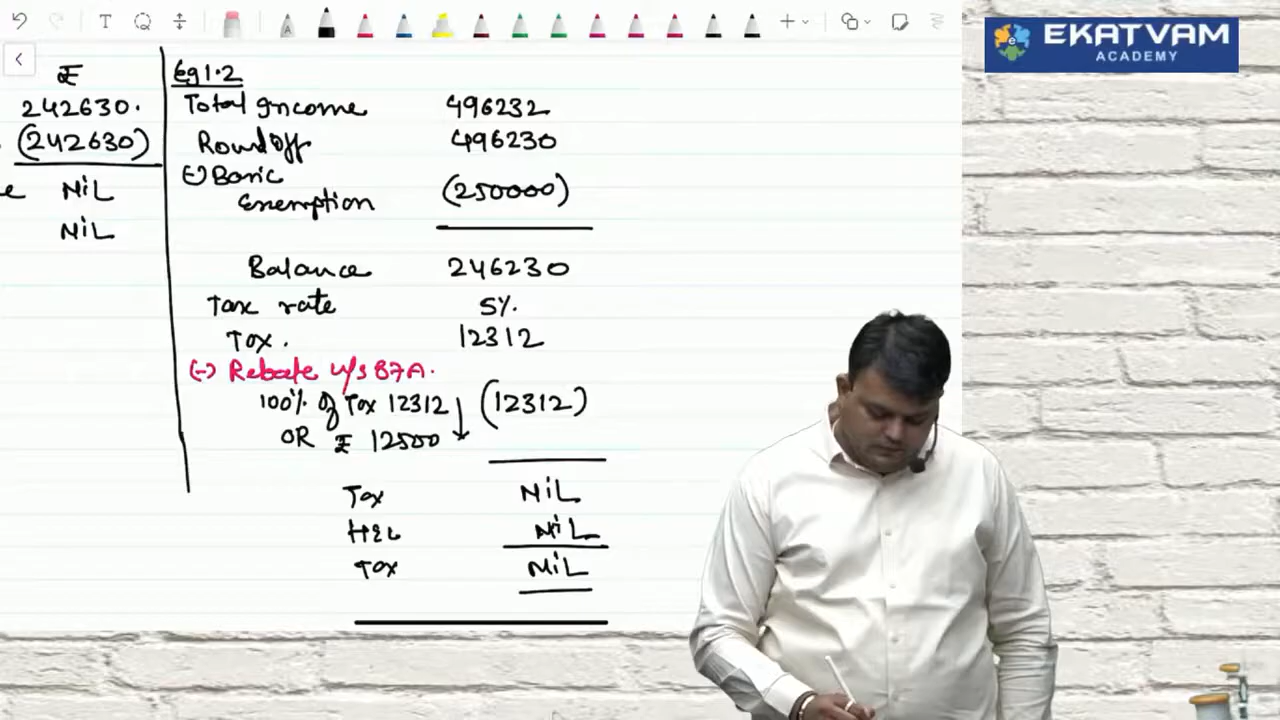 EKATVAM
ACADEMY
₹
242630.
(242630)
e NiL
NiL
Eg 1.2
Total Income 496232
Round off 496230
(-) Basic
Exemption (250000)
Balance 246230
Tax rate 5%.
Tax. 12312
(-) Rebate u/s 87A.
100% of Tax 12312 (12312)
OR ₹ 12500
Tax NiL
H&C NiL
Tax NiL